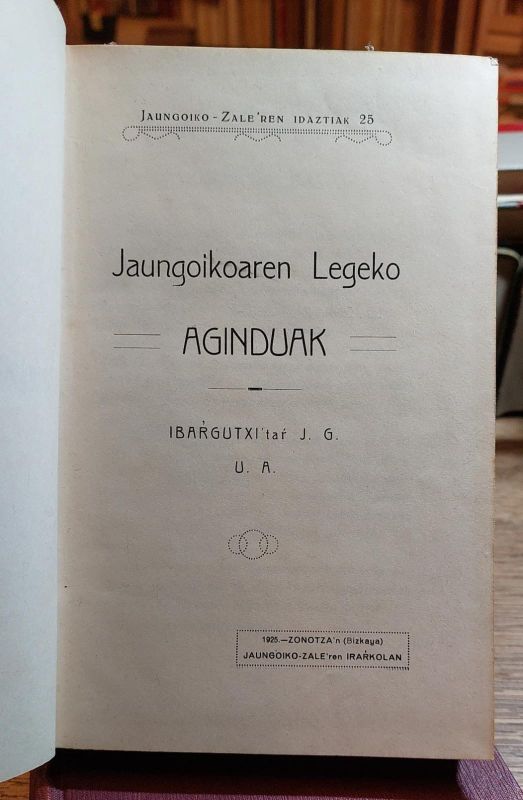 Jaungoiko-Zale'ren idaztiak 25
Jaungoikoaren Legeko
AGINDUAK
IBAŔGUTXI'taŕ J. G.
U. A.
1925.—ZONOTZA'n (Bizkaya)
JAUNGOIKO-ZALE'ren IRAŔKOLAN